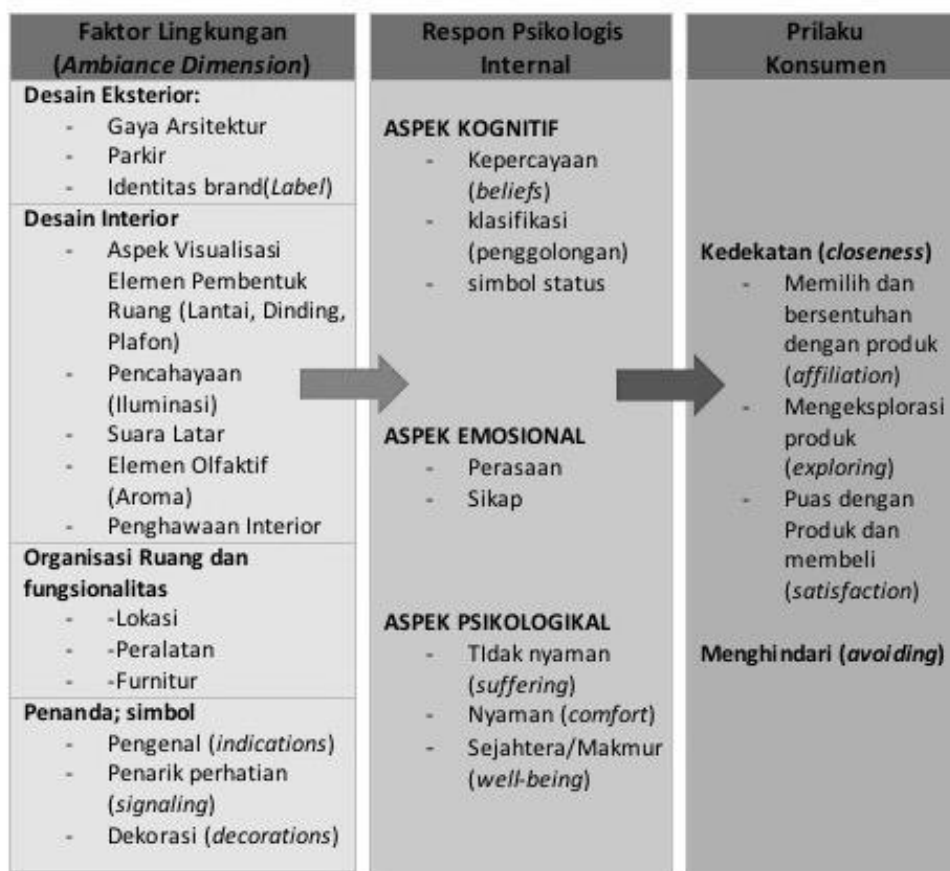 Faktor Lingkungan
(Ambiance Dimension)
Desain Eksterior:
- Gaya Arsitektur
- Parkir
- Identitas brand(Label)
Desain Interior
- Aspek Visualisasi
Elemen Pembentuk
Ruang (Lantai, Dinding,
Plafon)
- Pencahayaan
(Iluminasi)
- Suara Latar
- Elemen Olfaktif
(Aroma)
- Penghawaan Interior
Organisasi Ruang dan
fungsionalitas
- -Lokasi
- -Peralatan
- -Furnitur
Penanda; simbol
- Pengenal (indications)
- Penarik perhatian
(signaling)
- Dekorasi (decorations)
Respon Psikologis
Internal
ASPEK KOGNITIF
- Kepercayaan
(beliefs)
- klasifikasi
(penggolongan)
- simbol status
ASPEK EMOSIONAL
- Perasaan
- Sikap
ASPEK PSIKOLOGIKAL
- TIdak nyaman
(suffering)
- Nyaman (comfort)
- Sejahtera/Makmur
(well-being)
Prilaku
Konsumen
Kedekatan (closeness)
- Memilih dan
bersentuhan
dengan produk
(affiliation)
- Mengeksplorasi
produk
(exploring)
- Puas dengan
Produk dan
membeli
(satisfaction)
Menghindari (avoiding)